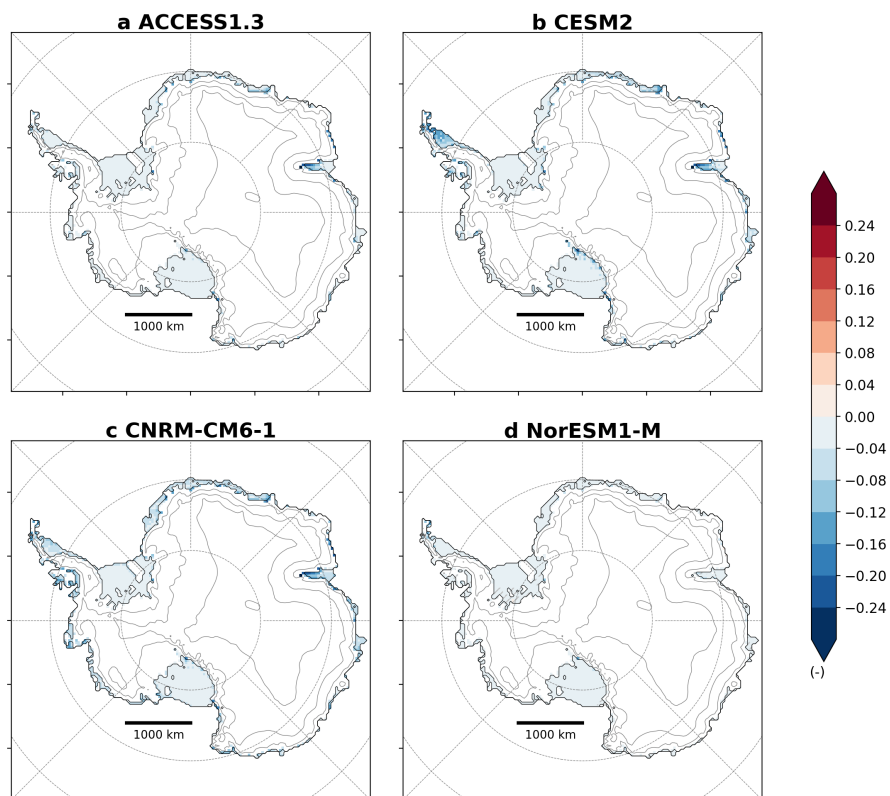 a ACCESS1.3
b CESM2
1000 km
1000 km
c CNRM-CM6-1
d NorESM1-M
1000 km
1000 km
0.24
0.20
0.16
0.12
0.08
0.04
0.00
−0.04
−0.08
−0.12
−0.16
−0.20
−0.24
(-)